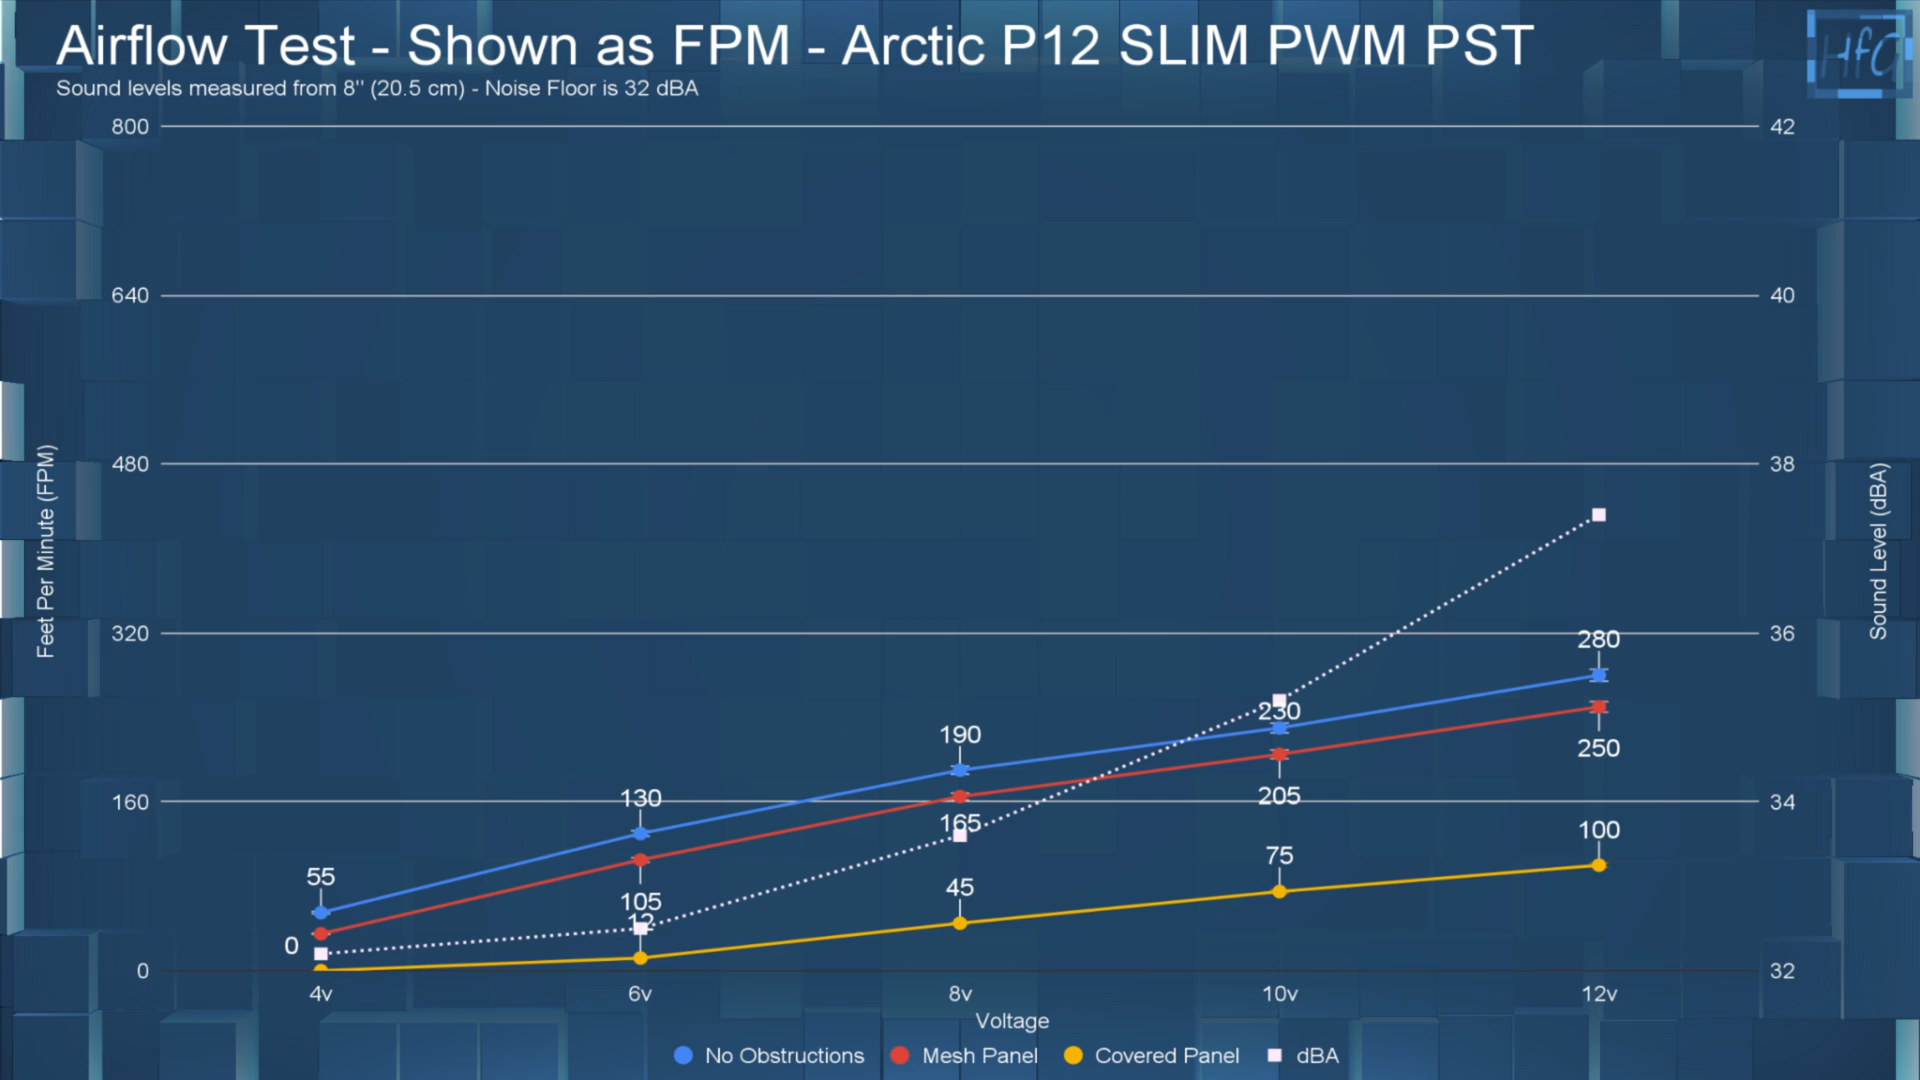 Airflow Test - Shown as FPM - Arctic P12 SLIM PWM PST
Sound levels measured from 8" (20.5 cm) - Noise Floor is 32 dBA
HfG
800
42
640
40
480
38
320
36
160
34
0
32
Feet Per Minute (FPM)
Sound Level (dBA)
280
230
190
250
130
165
205
100
55
75
105
45
12
0
4v
6v
8v
10v
12v
Voltage
No Obstructions
Mesh Panel
Covered Panel
dBA